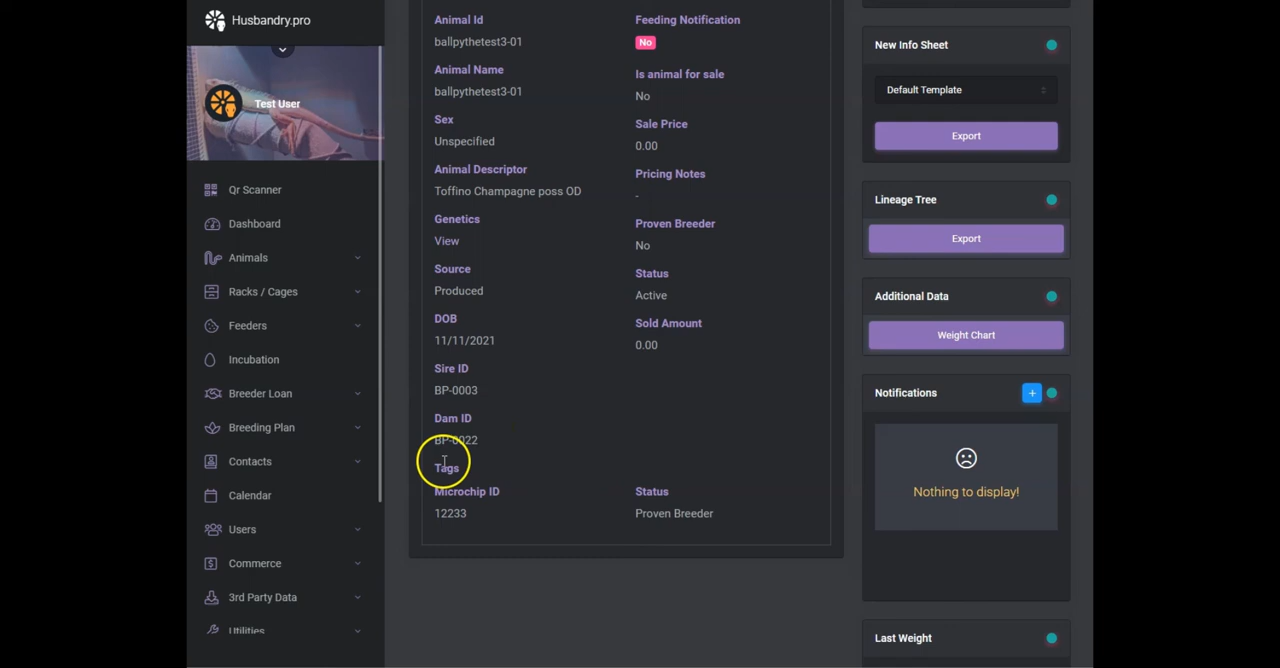 Husbandry.pro
Test User
Qr Scanner
Dashboard
Animals
Racks / Cages
Feeders
Incubation
Breeder Loan
Breeding Plan
Contacts
Calendar
Users
Commerce
3rd Party Data
Utilities
Animal Id
ballpythetest3-01
Animal Name
ballpythetest3-01
Sex
Unspecified
Animal Descriptor
Toffino Champagne poss OD
Genetics
View
Source
Produced
DOB
11/11/2021
Sire ID
BP-0003
Dam ID
BP-0022
Tags
Microchip ID
12233
Feeding Notification
No
Is animal for sale
No
Sale Price
0.00
Pricing Notes
-
Proven Breeder
No
Status
Active
Sold Amount
0.00
Status
Proven Breeder
New Info Sheet
Default Template
Export
Lineage Tree
Export
Additional Data
Weight Chart
Notifications
+
Nothing to display!
Last Weight